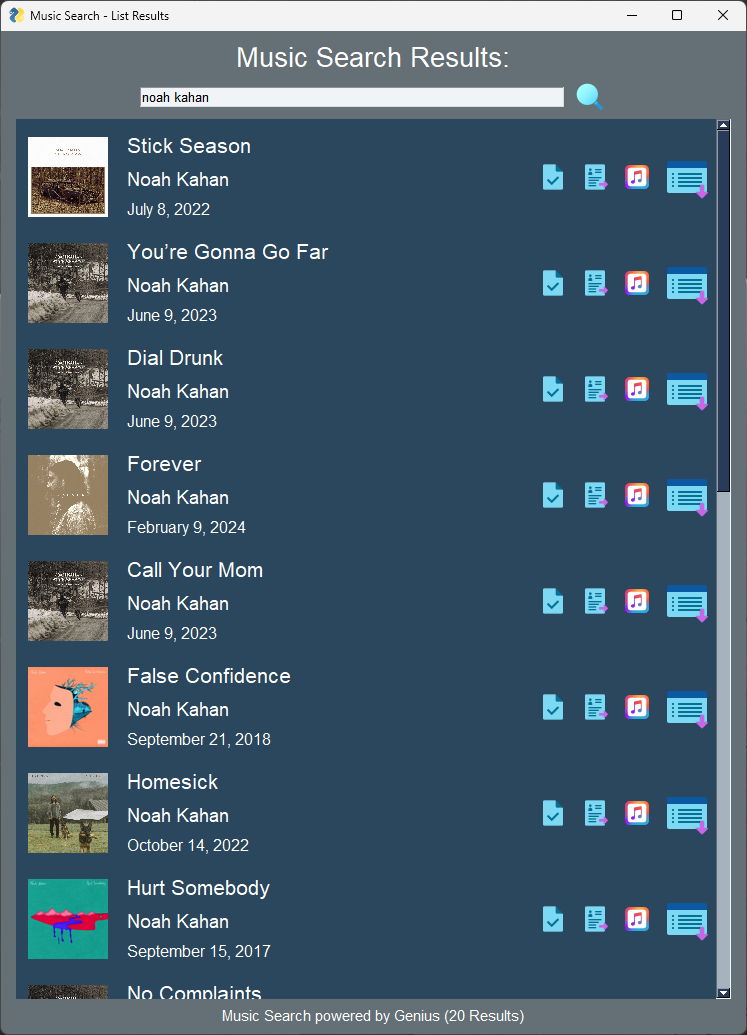 Music Search - List Results
Music Search Results:
noah kahan
Stick Season
Noah Kahan
July 8, 2022
You’re Gonna Go Far
Noah Kahan
June 9, 2023
Dial Drunk
Noah Kahan
June 9, 2023
Forever
Noah Kahan
February 9, 2024
Call Your Mom
Noah Kahan
June 9, 2023
False Confidence
Noah Kahan
September 21, 2018
Homesick
Noah Kahan
October 14, 2022
Hurt Somebody
Noah Kahan
September 15, 2017
No Complaints
Music Search powered by Genius (20 Results)